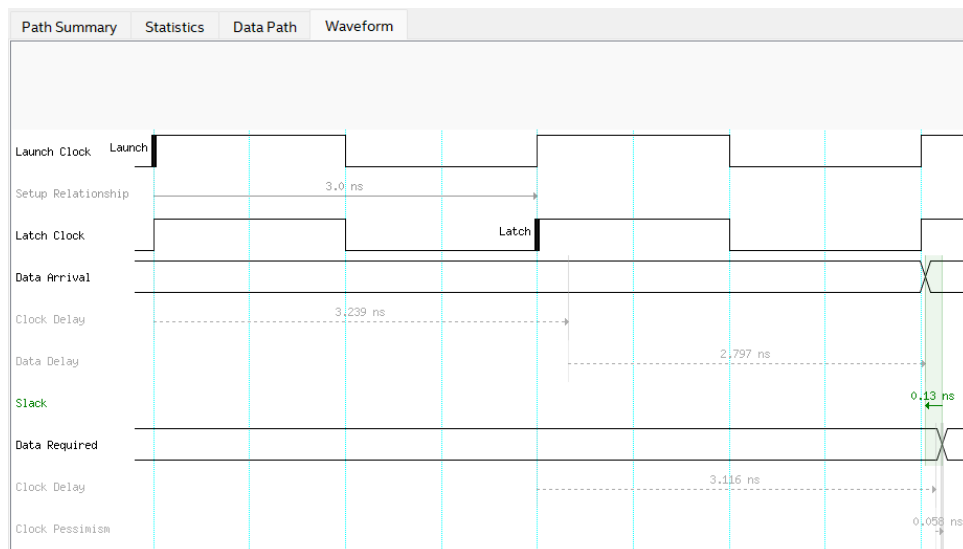 Path Summary Statistics Data Path Waveform
Launch Clock Launch
Setup Relationship 3.0 ns
Latch Clock Latch
Data Arrival
Clock Delay 3.239 ns
Data Delay 2.797 ns
Slack 0.13 ns
Data Required
Clock Delay 3.116 ns
Clock Pessimism 0.058 ns